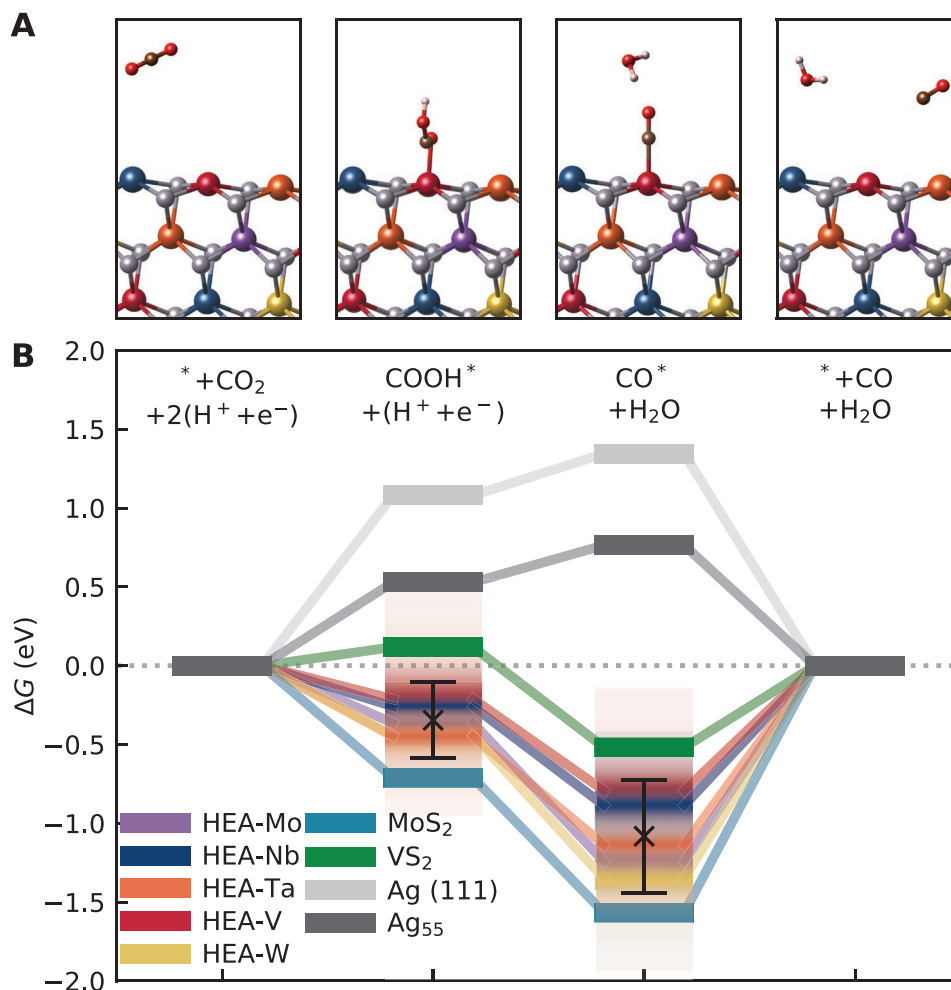 A
B
* +CO₂
+2(H⁺+e⁻)
COOH*
+(H⁺+e⁻)
CO*
+H₂O
* +CO
+H₂O
2.0
1.5
1.0
0.5
0.0
−0.5
−1.0
−1.5
−2.0
ΔG (eV)
HEA-Mo
HEA-Nb
HEA-Ta
HEA-V
HEA-W
MoS₂
VS₂
Ag (111)
Ag₅₅